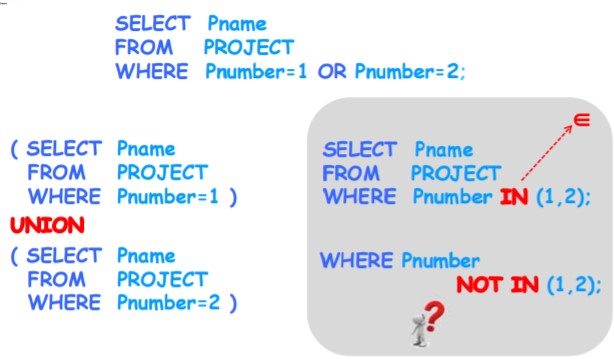 SELECT Pname
FROM PROJECT
WHERE Pnumber=1 OR Pnumber=2;
( SELECT Pname
FROM PROJECT
WHERE Pnumber=1 )
UNION
( SELECT Pname
FROM PROJECT
WHERE Pnumber=2 )
∈
SELECT Pname
FROM PROJECT
WHERE Pnumber IN (1,2);
WHERE Pnumber
NOT IN (1,2);
?